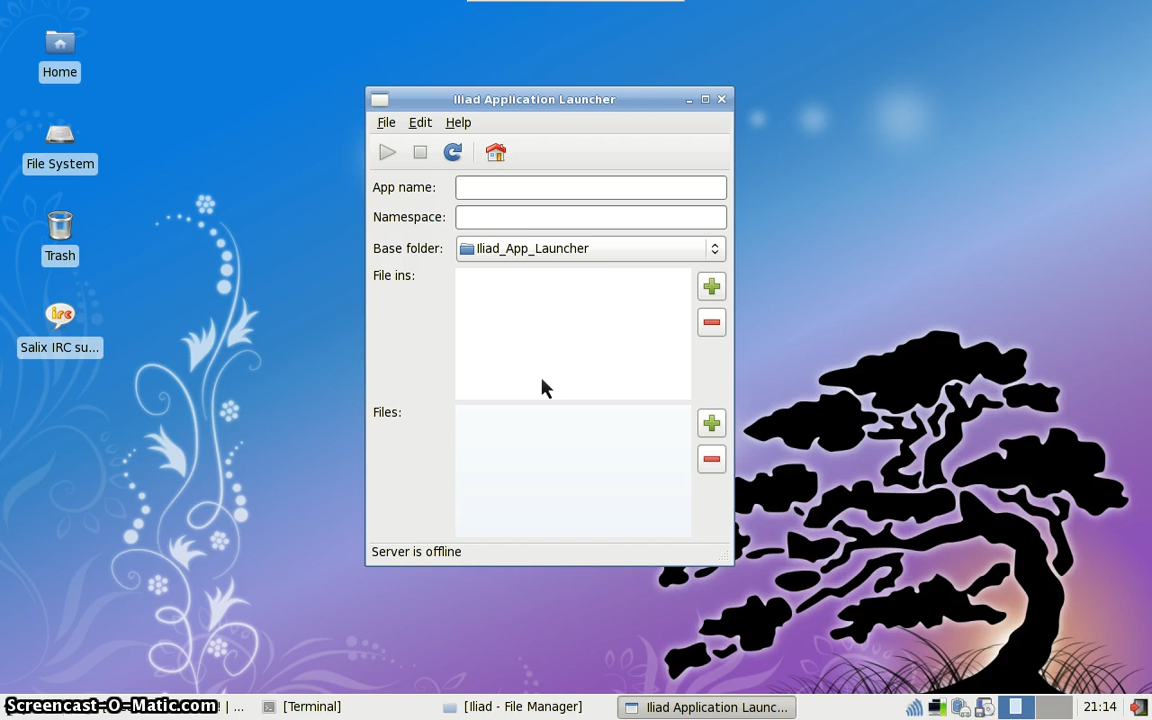 Home
File System
Trash
irc
Salix IRC su...
Iliad Application Launcher
File Edit Help
App name:
Namespace:
Base folder: Iliad_App_Launcher
File ins:
Files:
Server is offline
Screencast-O-Matic.com ! | ... [Terminal] [Iliad - File Manager] Iliad Application Launc... 21:14